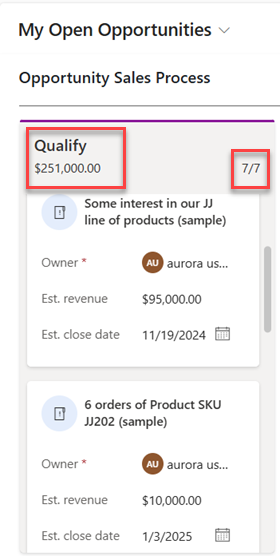 My Open Opportunities
Opportunity Sales Process
Qualify
$251,000.00 7/7
Some interest in our JJ
line of products (sample)
Owner * AU aurora us...
Est. revenue $95,000.00
Est. close date 11/19/2024
6 orders of Product SKU
JJ202 (sample)
Owner * AU aurora us...
Est. revenue $10,000.00
Est. close date 1/3/2025